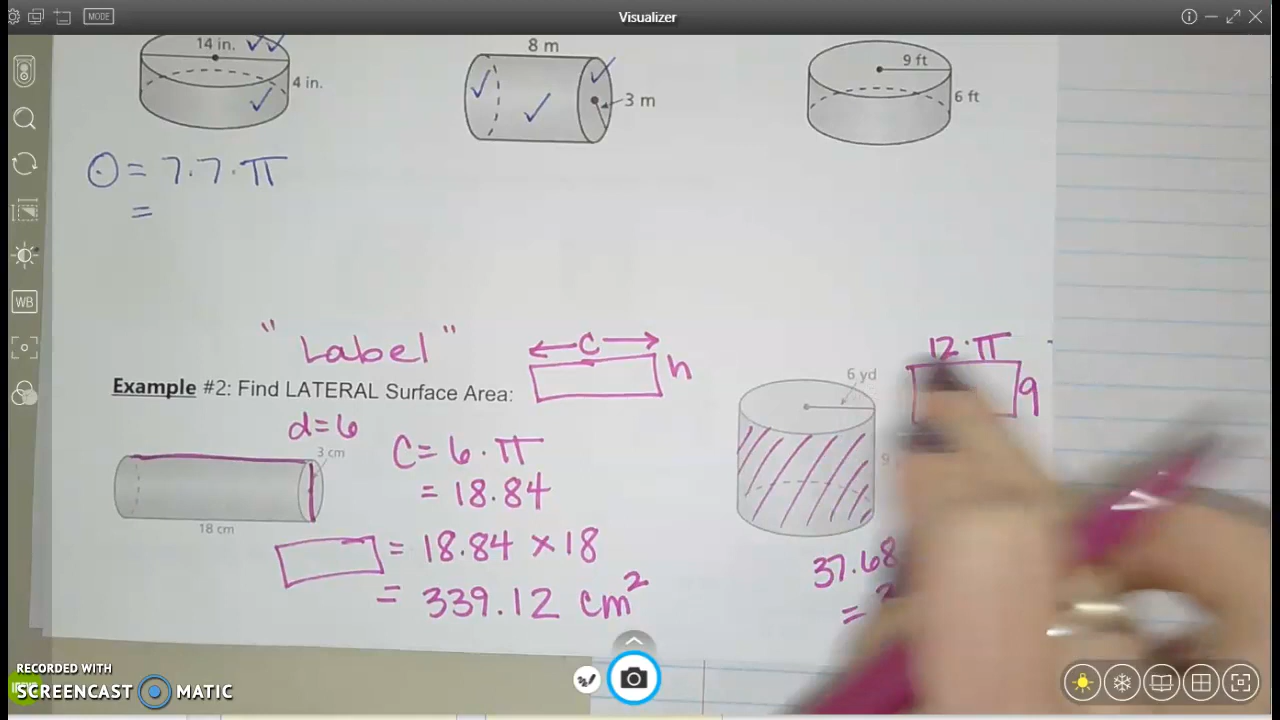 MODE
Visualizer
14 in.
4 in.
8 m
3 m
9 ft
6 ft
⊙ = 7.7.π
=
"Label"
← C →
h
12.π
9
Example #2: Find LATERAL Surface Area:
6 yd
9
d=6
3 cm
18 cm
C = 6.π
= 18.84
= 18.84 × 18
= 339.12 cm²
37.68
=
WB
RECORDED WITH
SCREENCAST MATIC